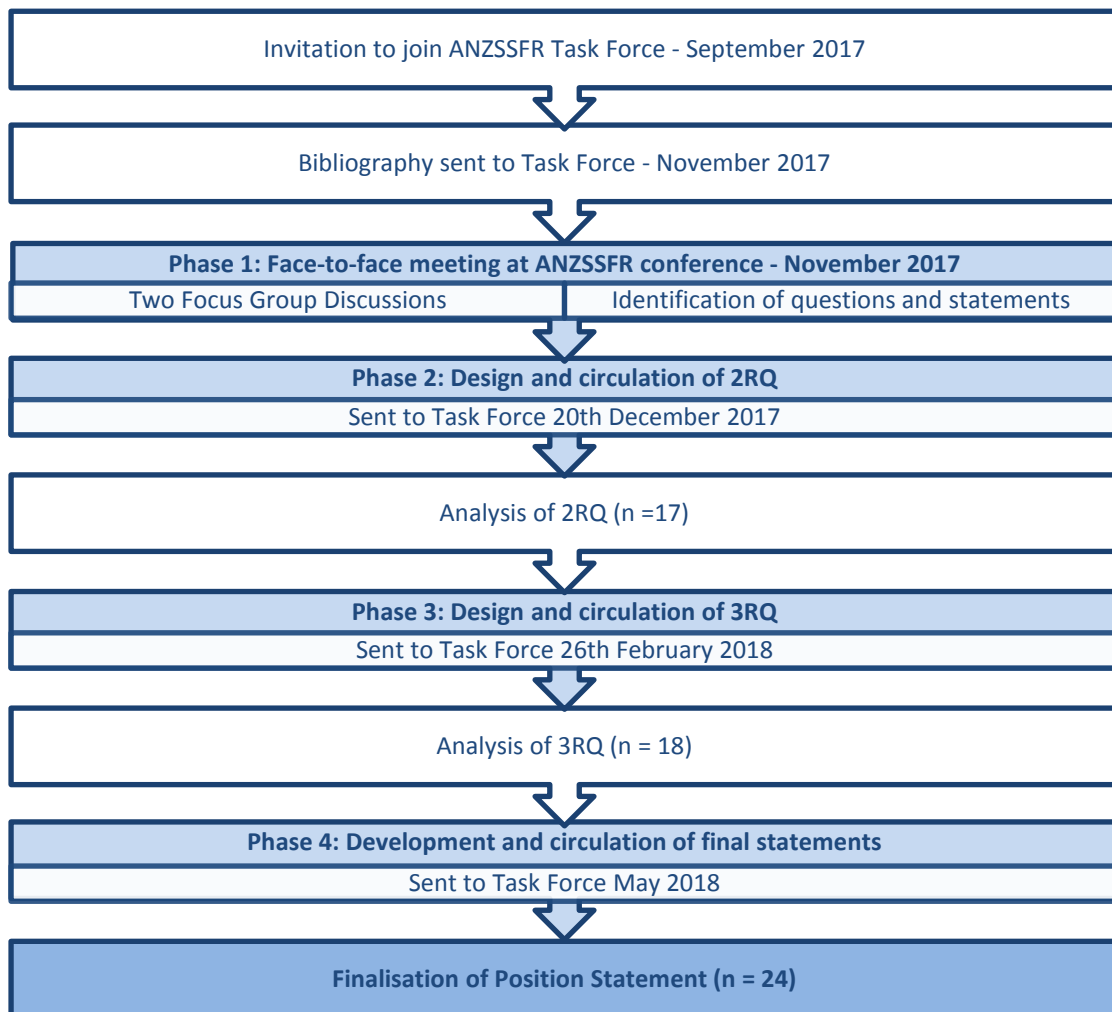 Invitation to join ANZSSFR Task Force - September 2017
Bibliography sent to Task Force - November 2017
Phase 1: Face-to-face meeting at ANZSSFR conference - November 2017
Two Focus Group Discussions
Identification of questions and statements
Phase 2: Design and circulation of 2RQ
Sent to Task Force 20th December 2017
Analysis of 2RQ (n =17)
Phase 3: Design and circulation of 3RQ
Sent to Task Force 26th February 2018
Analysis of 3RQ (n = 18)
Phase 4: Development and circulation of final statements
Sent to Task Force May 2018
Finalisation of Position Statement (n = 24)